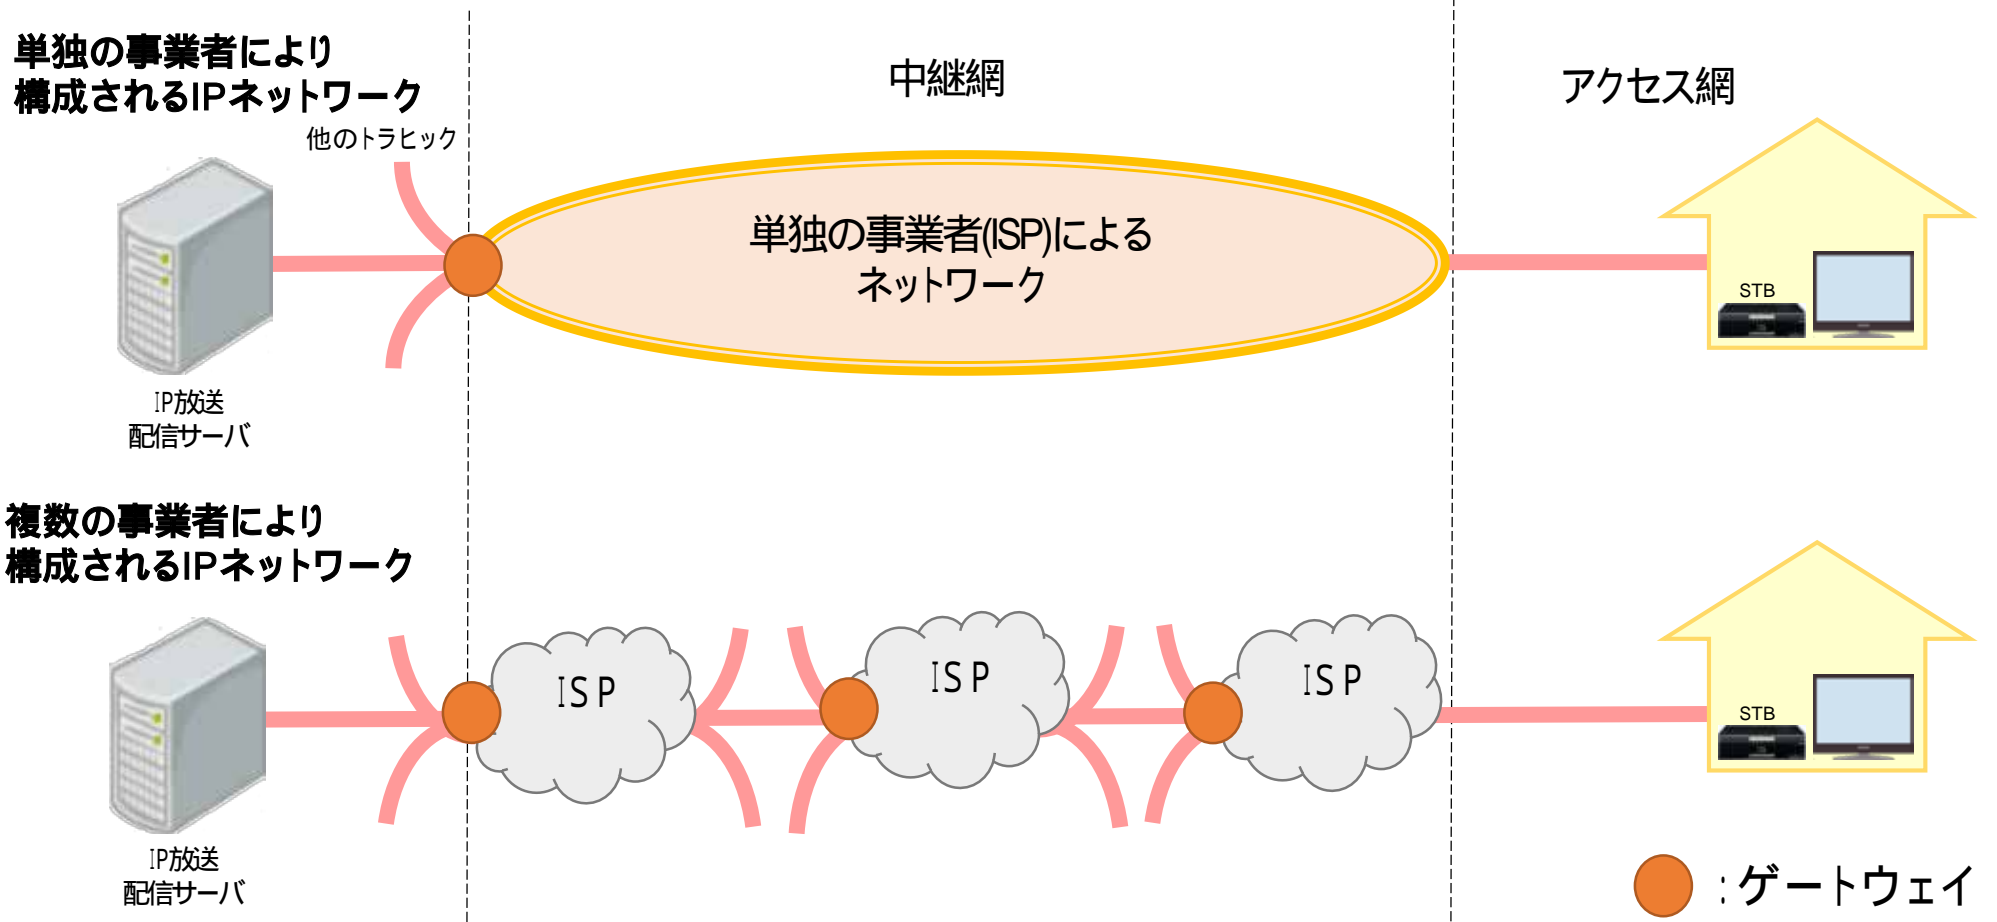 単独の事業者により
構成されるIPネットワーク
中継網
アクセス網
他のトラヒック
単独の事業者(ISP)による
ネットワーク
STB
IP放送
配信サーバ
複数の事業者により
構成されるIPネットワーク
ISP
ISP
ISP
STB
IP放送
配信サーバ
:ゲートウェイ